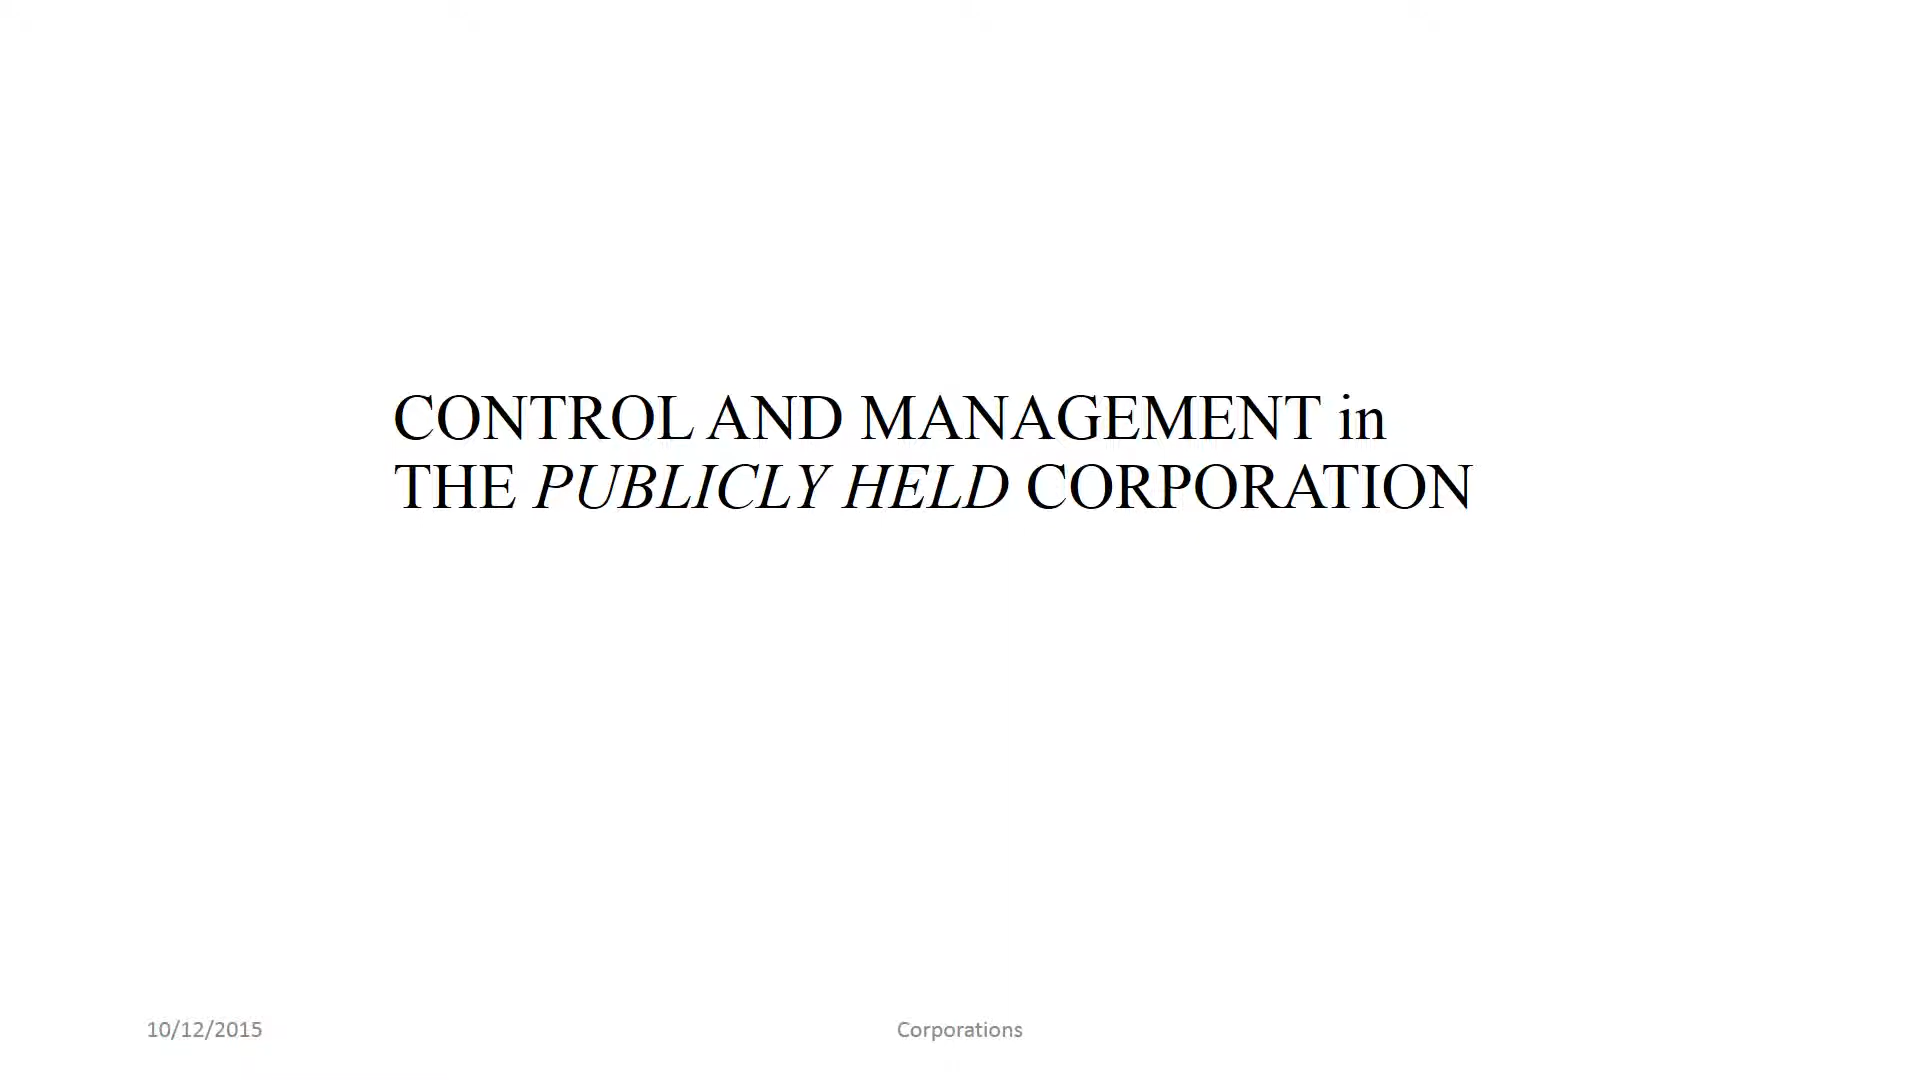 CONTROL AND MANAGEMENT in
THE PUBLICLY HELD CORPORATION
10/12/2015
Corporations